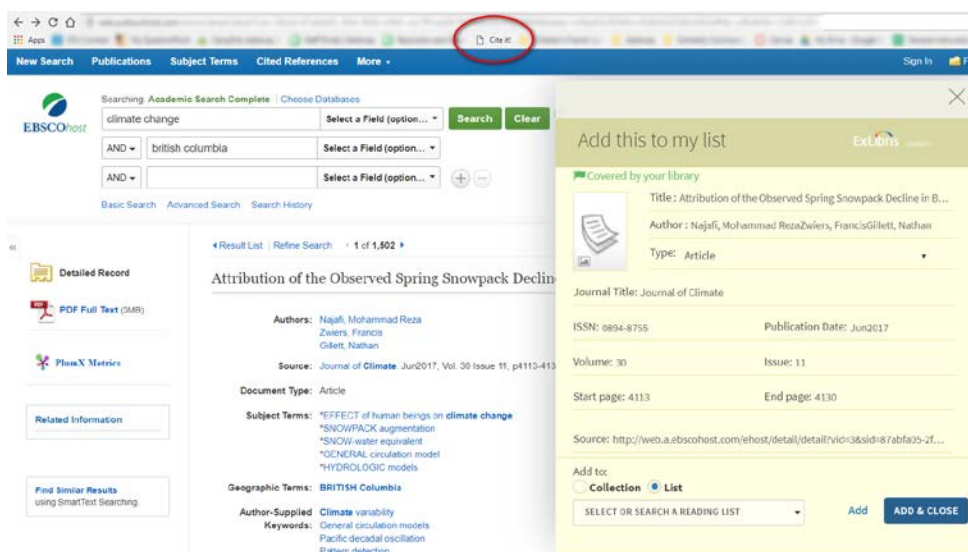 Apps
Cite it!
New Search Publications Subject Terms Cited References More
Sign In
Searching: Academic Search Complete Choose Databases
EBSCOhost
climate change Select a Field (option... Search Clear
AND british columbia Select a Field (option...
AND Select a Field (option...
Basic Search Advanced Search Search History
Result List Refine Search 1 of 1,502
Detailed Record
PDF Full Text (3MB)
PlumX Metrics
Related Information
Find Similar Results
using SmartText Searching.
Attribution of the Observed Spring Snowpack Declin
Authors: Najafi, Mohammad Reza
Zwiers, Francis
Gillett, Nathan
Source: Journal of Climate. Jun2017, Vol. 30 Issue 11, p4113-413
Document Type: Article
Subject Terms: *EFFECT of human beings on climate change
*SNOWPACK augmentation
*SNOW-water equivalent
*GENERAL circulation model
*HYDROLOGIC models
Geographic Terms: BRITISH Columbia
Author-Supplied Climate variability
Keywords: General circulation models
Pacific decadal oscillation
Pattern detection
Add this to my list
ExLibris
Covered by your library
Title : Attribution of the Observed Spring Snowpack Decline in B...
Author : Najafi, Mohammad RezaZwiers, FrancisGillett, Nathan
Type: Article
Journal Title: Journal of Climate
ISSN: 0894-8755 Publication Date: Jun2017
Volume: 30 Issue: 11
Start page: 4113 End page: 4130
Source: http://web.a.ebscohost.com/ehost/detail/detail?vid=3&sid=87abfa05-2f...
Add to:
Collection List
SELECT OR SEARCH A READING LIST Add ADD & CLOSE